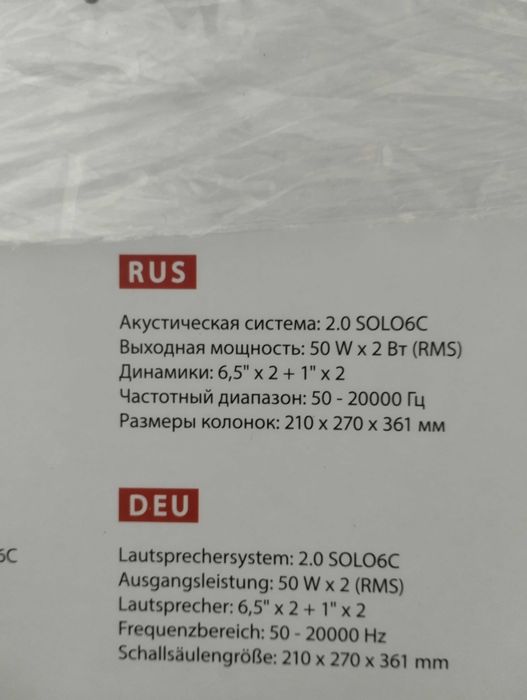 RUS
Акустическая система: 2.0 SOLO6C
Выходная мощность: 50 W x 2 Вт (RMS)
Динамики: 6,5" x 2 + 1" x 2
Частотный диапазон: 50 - 20000 Гц
Размеры колонок: 210 x 270 x 361 мм
DEU
6C
Lautsprechersystem: 2.0 SOLO6C
Ausgangsleistung: 50 W x 2 (RMS)
Lautsprecher: 6,5" x 2 + 1" x 2
Frequenzbereich: 50 - 20000 Hz
Schallsäulengröße: 210 x 270 x 361 mm